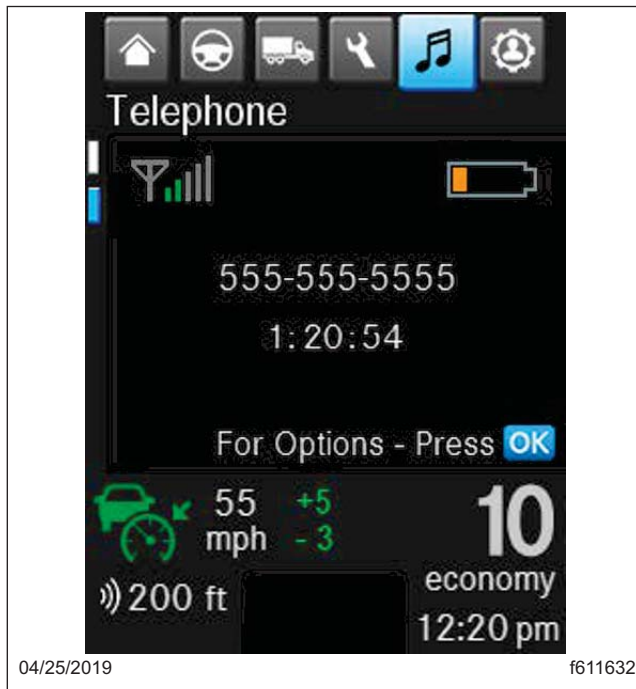 Telephone
555-555-5555
1:20:54
For Options - Press OK
55 +5
mph - 3
10
economy
200 ft
12:20 pm
04/25/2019 f611632